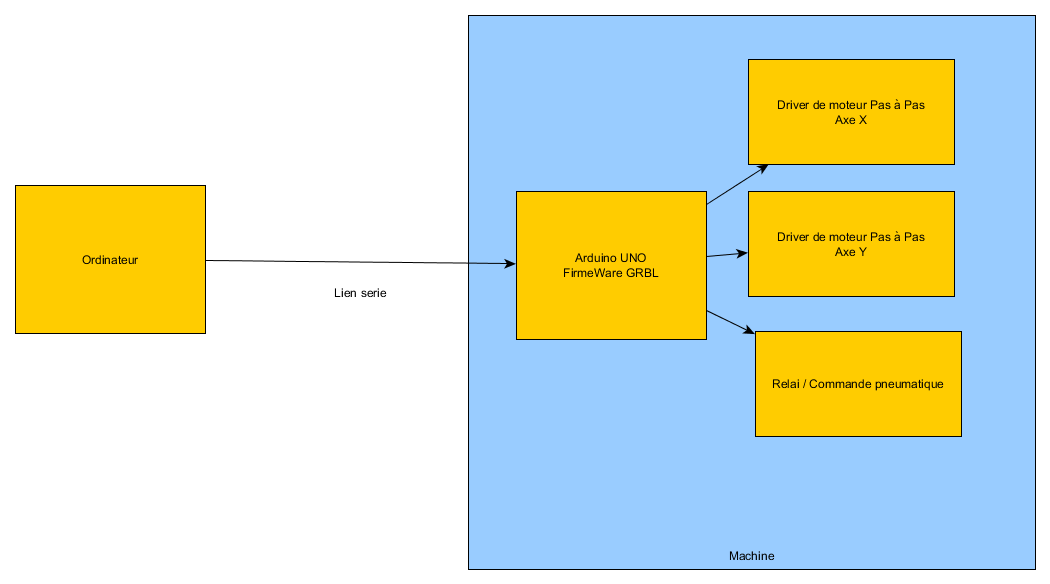 Ordinateur
Lien serie
Arduino UNO
FirmeWare GRBL
Driver de moteur Pas à Pas
Axe X
Driver de moteur Pas à Pas
Axe Y
Relai / Commande pneumatique
Machine